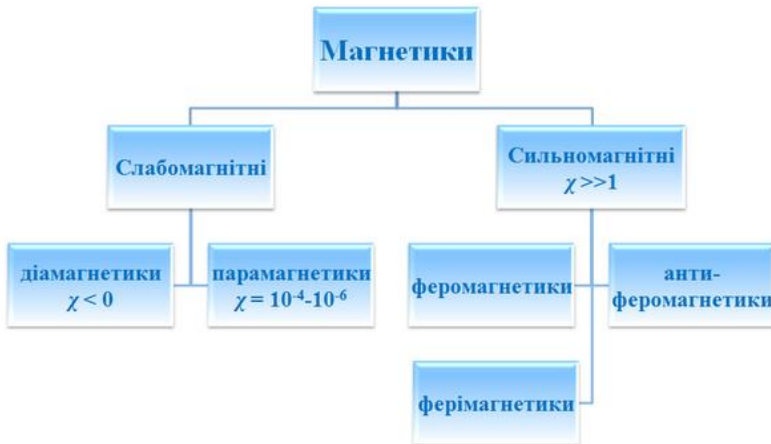 Магнетики
Слабомагнітні
Сильномагнітні
χ >>1
діамагнетики
χ < 0
парамагнетики
χ = 10⁻⁴-10⁻⁶
феромагнетики
анти-
феромагнетики
ферімагнетики